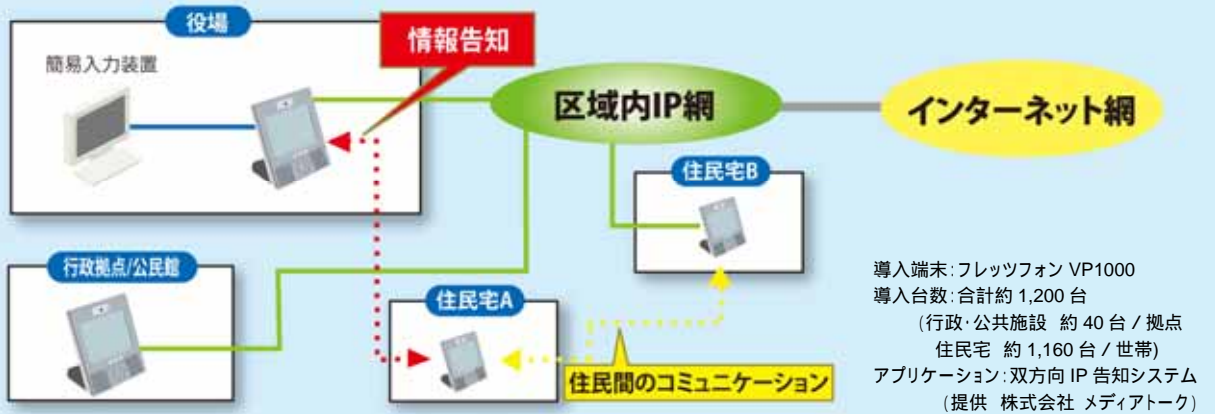 役場
情報告知
簡易入力装置
区域内IP網
インターネット網
住民宅B
行政拠点/公民館
住民宅A
住民間のコミュニケーション
導入端末:フレッツフォン VP1000
導入台数:合計約 1,200 台
(行政・公共施設 約 40 台 / 拠点
住民宅 約 1,160 台 / 世帯)
アプリケーション:双方向 IP 告知システム
(提供 株式会社 メディアトーク)